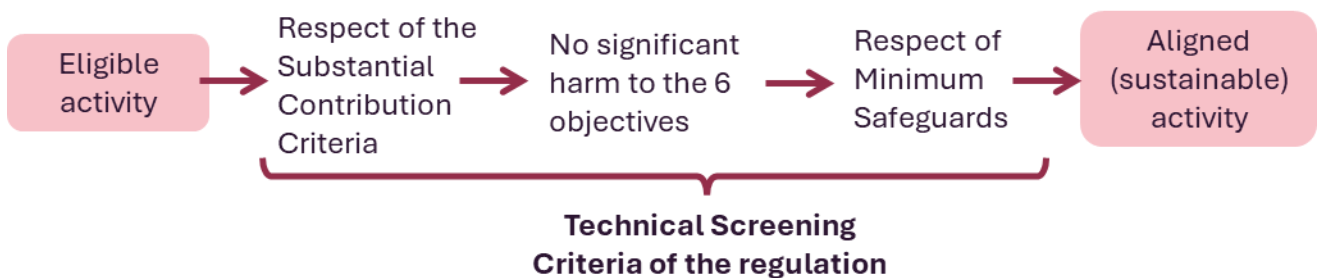 Eligible
activity
Respect of the
Substantial
Contribution
Criteria
No significant
harm to the 6
objectives
Respect of
Minimum
Safeguards
Aligned
(sustainable)
activity
Technical Screening
Criteria of the regulation